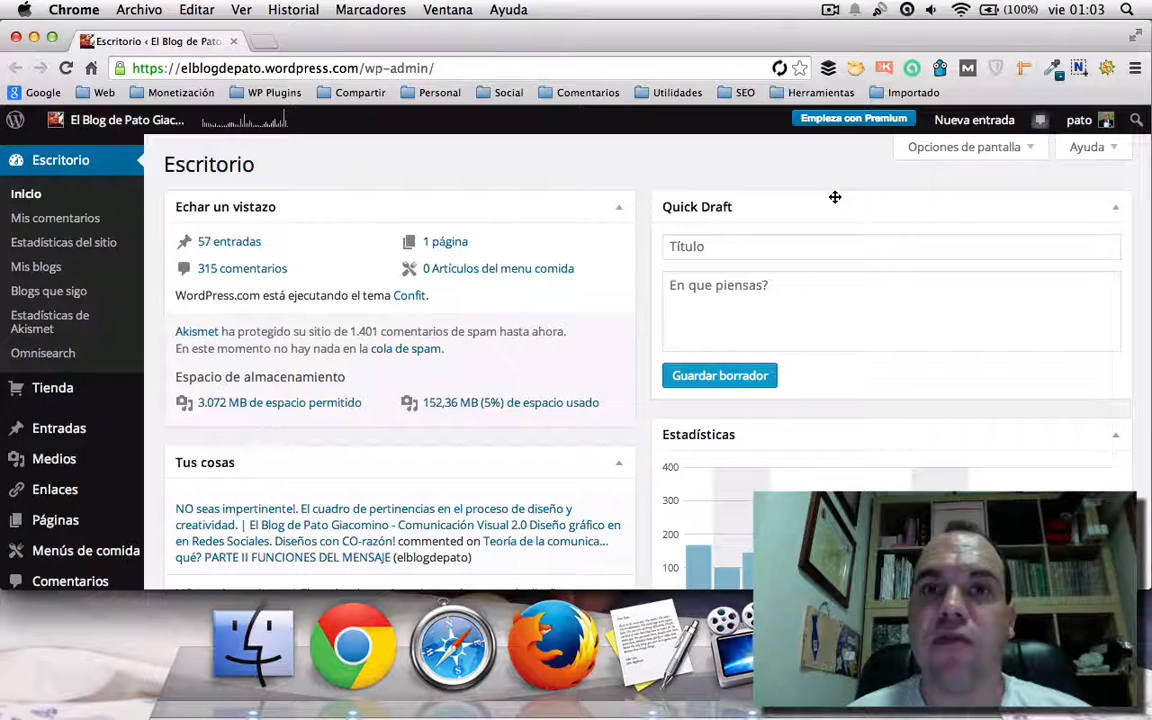 Chrome Archivo Editar Ver Historial Marcadores Ventana Ayuda (100%) vie 01:03
Escritorio ‹ El Blog de Pato
https://elblogdepato.wordpress.com/wp-admin/
Google Web Monetización WP Plugins Compartir Personal Social Comentarios Utilidades SEO Herramientas Importado
El Blog de Pato Giac... Empieza con Premium Nueva entrada pato
Opciones de pantalla Ayuda
Escritorio
Inicio
Mis comentarios
Estadísticas del sitio
Mis blogs
Blogs que sigo
Estadísticas de
Akismet
Omnisearch
Tienda
Entradas
Medios
Enlaces
Páginas
Menús de comida
Comentarios
Escritorio
Echar un vistazo
57 entradas 1 página
315 comentarios 0 Artículos del menu comida
WordPress.com está ejecutando el tema Confit.
Akismet ha protegido su sitio de 1.401 comentarios de spam hasta ahora.
En este momento no hay nada en la cola de spam.
Espacio de almacenamiento
3.072 MB de espacio permitido 152,36 MB (5%) de espacio usado
Tus cosas
NO seas impertinente!. El cuadro de pertinencias en el proceso de diseño y
creatividad. | El Blog de Pato Giacomino - Comunicación Visual 2.0 Diseño gráfico en
en Redes Sociales. Diseños con CO-razón! commented on Teoría de la comunica...
qué? PARTE II FUNCIONES DEL MENSAJE (elblogdepato)
Quick Draft
Título
En que piensas?
Guardar borrador
Estadísticas
400
300
200
100